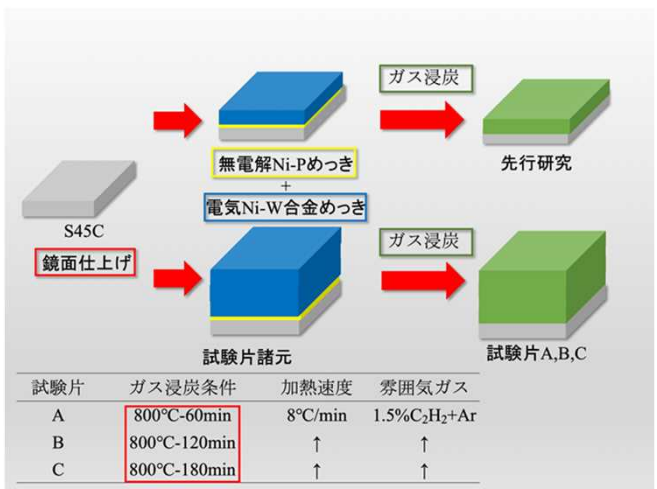 ガス浸炭
無電解Ni-Pめっき
+
電気Ni-W合金めっき
先行研究
S45C
鏡面仕上げ
ガス浸炭
試験片諸元
試験片A,B,C
試験片 ガス浸炭条件 加熱速度 雰囲気ガス
A 800℃-60min 8℃/min 1.5%C₂H₂+Ar
B 800℃-120min ↑ ↑
C 800℃-180min ↑ ↑